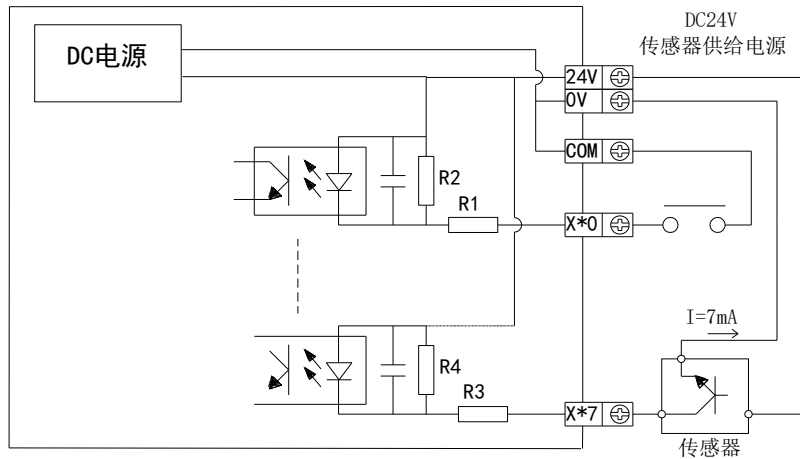 DC24V
传感器供给电源
DC电源
24V
0V
COM
R2
R1
X*0
I=7mA
R4
R3
X*7
传感器